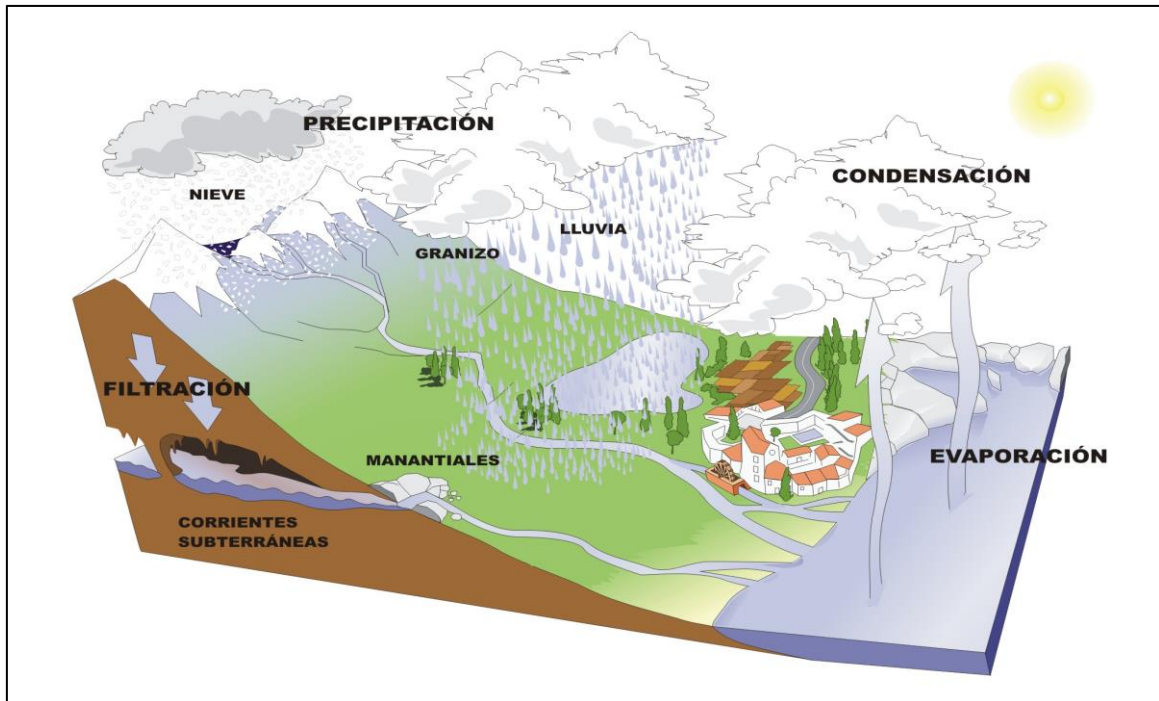 PRECIPITACIÓN
CONDENSACIÓN
NIEVE
LLUVIA
GRANIZO
FILTRACIÓN
MANANTIALES
EVAPORACIÓN
CORRIENTES
SUBTERRÁNEAS